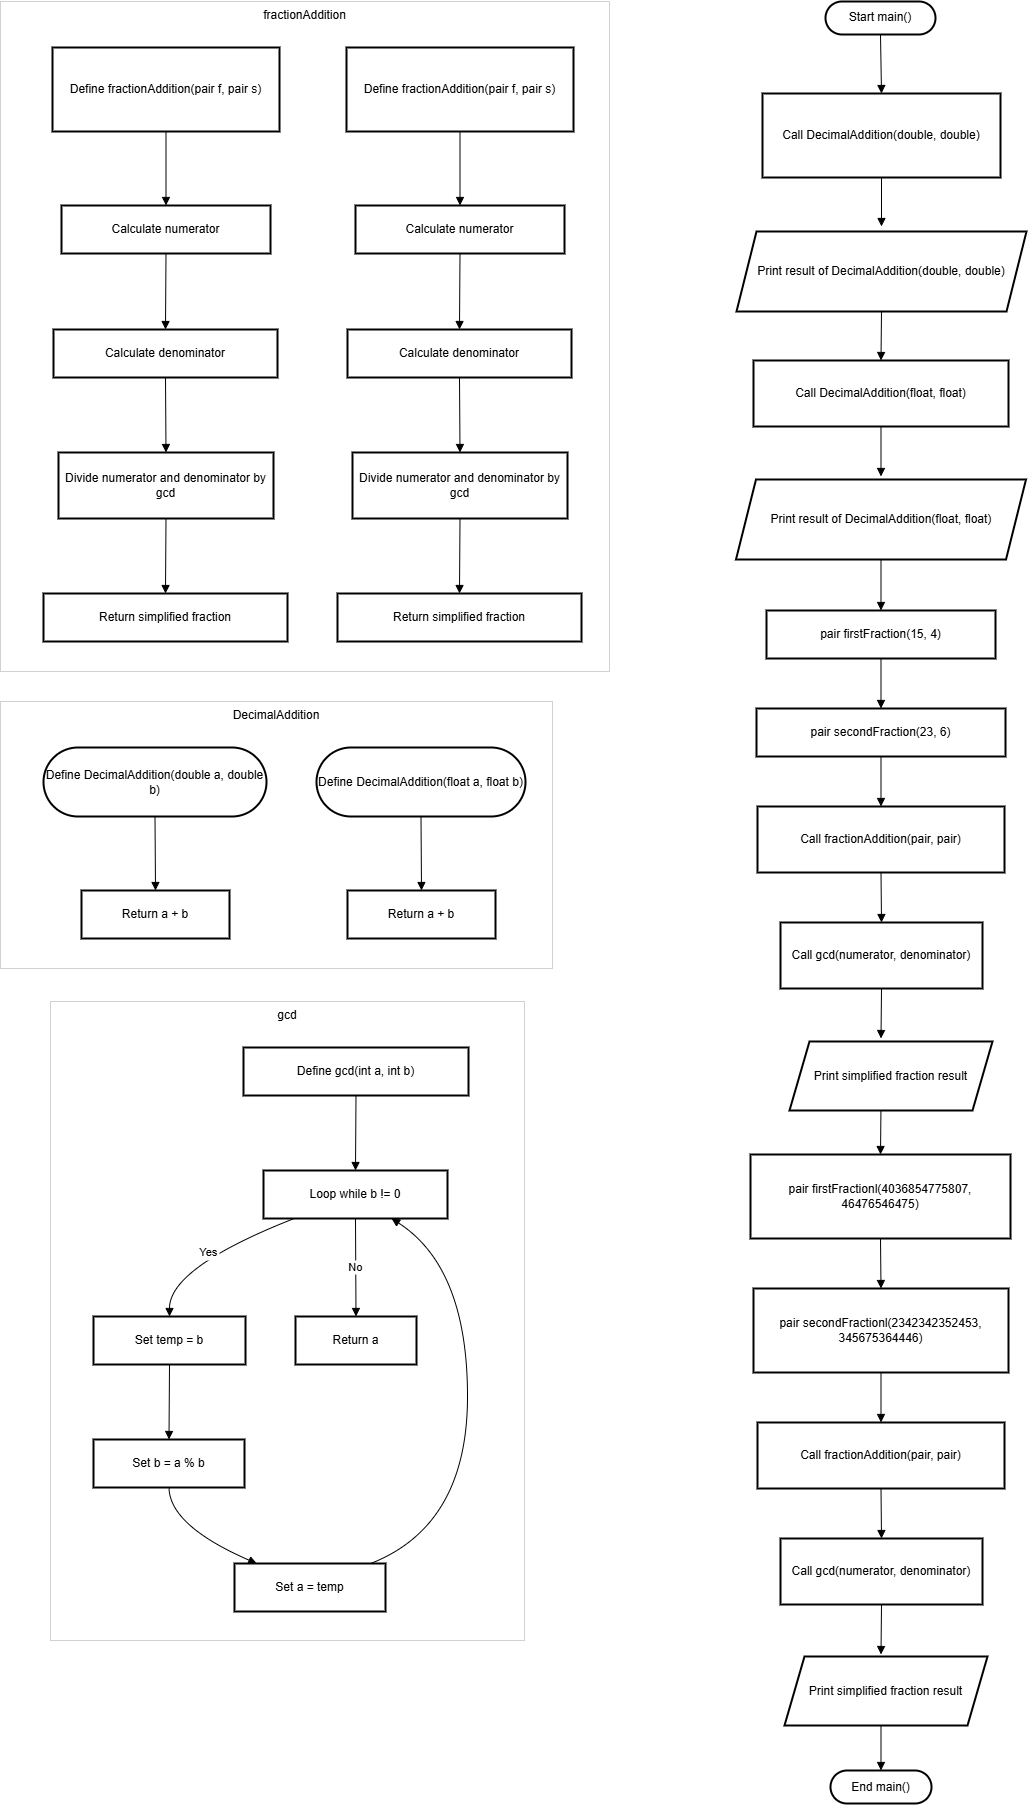 fractionAddition
Define fractionAddition(pair f, pair s)
Calculate numerator
Calculate denominator
Divide numerator and denominator by
gcd
Return simplified fraction
Define fractionAddition(pair f, pair s)
Calculate numerator
Calculate denominator
Divide numerator and denominator by
gcd
Return simplified fraction
DecimalAddition
Define DecimalAddition(double a, double
b)
Return a + b
Define DecimalAddition(float a, float b)
Return a + b
gcd
Define gcd(int a, int b)
Loop while b != 0
Yes
No
Set temp = b
Return a
Set b = a % b
Set a = temp
Start main()
Call DecimalAddition(double, double)
Print result of DecimalAddition(double, double)
Call DecimalAddition(float, float)
Print result of DecimalAddition(float, float)
pair firstFraction(15, 4)
pair secondFraction(23, 6)
Call fractionAddition(pair, pair)
Call gcd(numerator, denominator)
Print simplified fraction result
pair firstFractionl(4036854775807,
46476546475)
pair secondFractionl(2342342352453,
345675364446)
Call fractionAddition(pair, pair)
Call gcd(numerator, denominator)
Print simplified fraction result
End main()